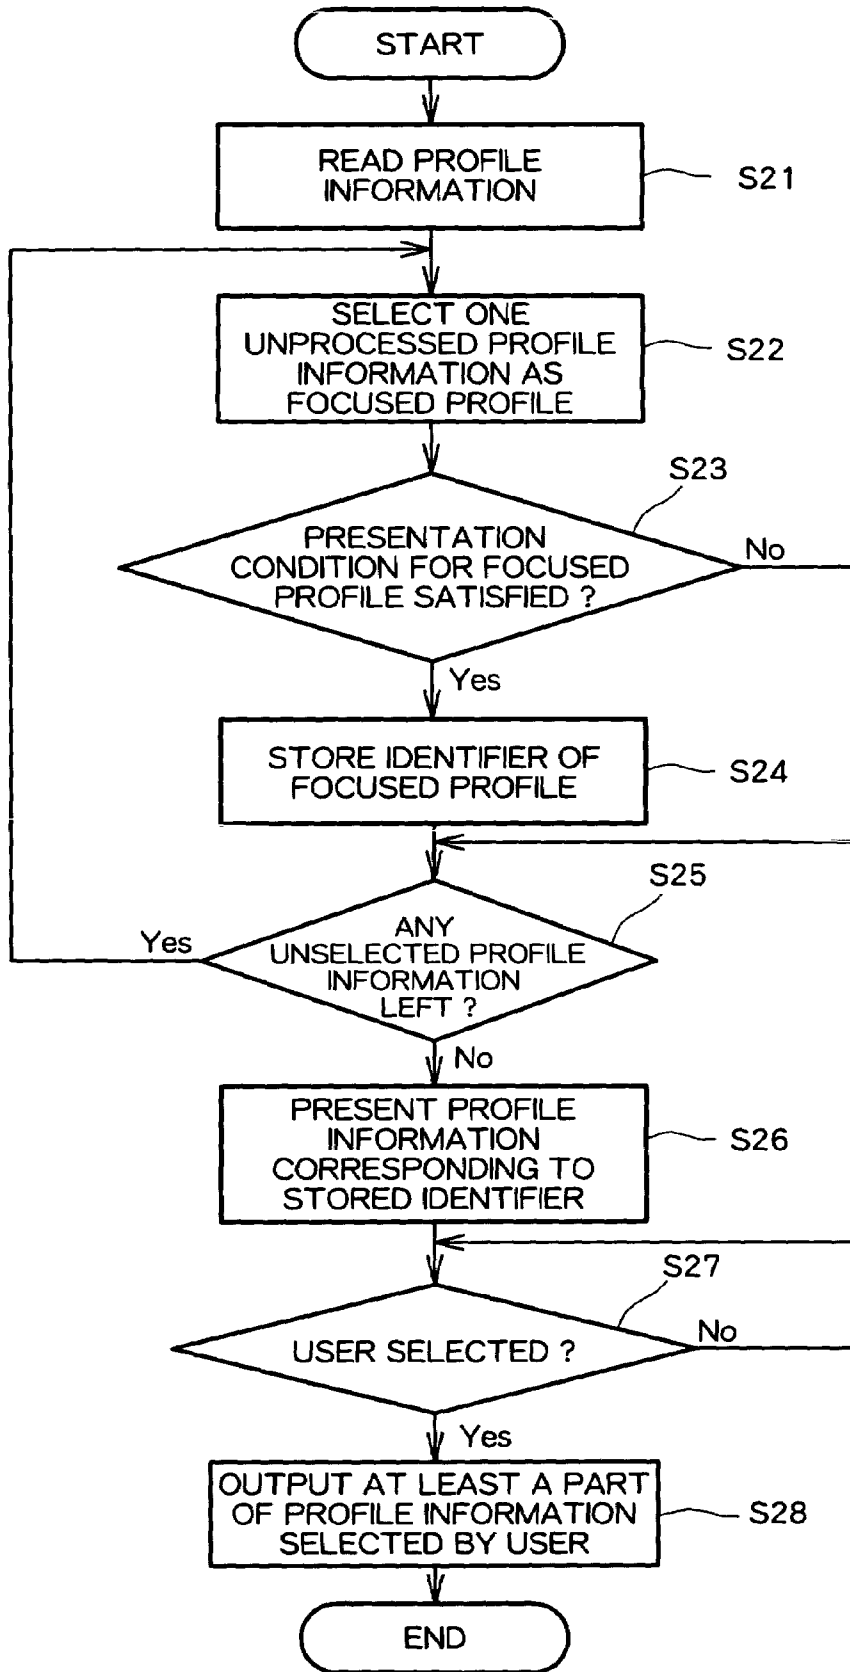 START
READ PROFILE
INFORMATION
S21
SELECT ONE
UNPROCESSED PROFILE
INFORMATION AS
FOCUSED PROFILE
S22
S23
PRESENTATION
CONDITION FOR FOCUSED
PROFILE SATISFIED ?
No
Yes
STORE IDENTIFIER OF
FOCUSED PROFILE
S24
S25
ANY
UNSELECTED PROFILE
INFORMATION
LEFT ?
Yes
No
PRESENT PROFILE
INFORMATION
CORRESPONDING TO
STORED IDENTIFIER
S26
S27
USER SELECTED ?
No
Yes
OUTPUT AT LEAST A PART
OF PROFILE INFORMATION
SELECTED BY USER
S28
END